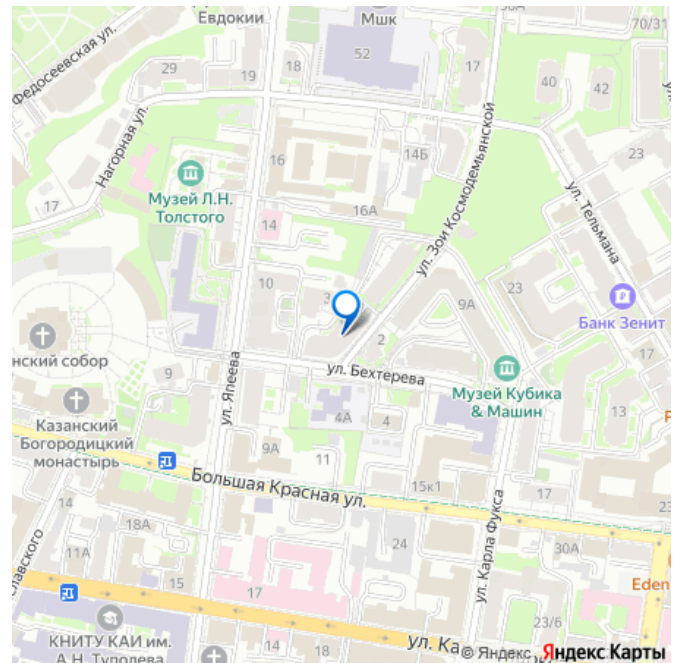 Евдокии
Мшк
70/31
Федосеевская ул.
52
29
18
17
40
42
19
Нагорная ул.
16
14Б
23
Музей Л.Н.
Толстого
16А
ул. Зои Космодемьянской
ул. Тельмана
17
14
10
3
9А
23
Банк Зенит
2
нский собор
9
ул. Япеева
ул. Бехтерева
Музей Кубика
& Машин
13
Казанский
Богородицкий
монастырь
4А
4
9А
11
15к1
Большая Красная ул.
17
14
18А
24
ул. Карла Фукса
30А
11А
15
17
Eden
КНИТУ КАИ им.
А.Н. Туполева
23/6
ул. Ка
© Яндекс Яндекс Карты